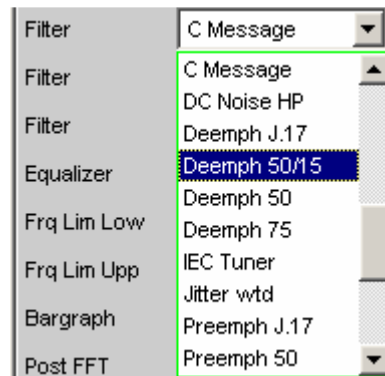 Filter C Message
Filter C Message
DC Noise HP
Filter Deemph J.17
Deemph 50/15
Equalizer Deemph 50
Frq Lim Low Deemph 75
Frq Lim Upp IEC Tuner
Jitter wtd
Bargraph Preemph J.17
Post FFT Preemph 50